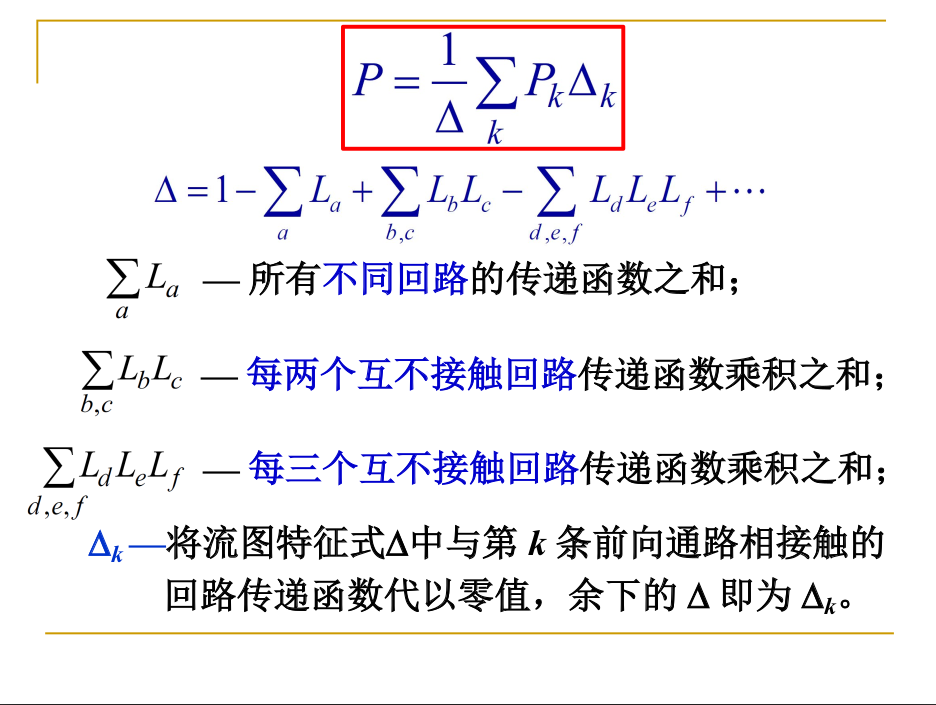 P = \frac{1}{\Delta} \sum_{k} P_k \Delta_k
\Delta = 1 - \sum_{a} L_a + \sum_{b,c} L_b L_c - \sum_{d,e,f} L_d L_e L_f + \cdots
\sum_{a} L_a — 所有不同回路的传递函数之和；
\sum_{b,c} L_b L_c — 每两个互不接触回路传递函数乘积之和；
\sum_{d,e,f} L_d L_e L_f — 每三个互不接触回路传递函数乘积之和；
Δ_k —将流图特征式Δ中与第 k 条前向通路相接触的
回路传递函数代以零值，余下的 Δ 即为 Δ_k。